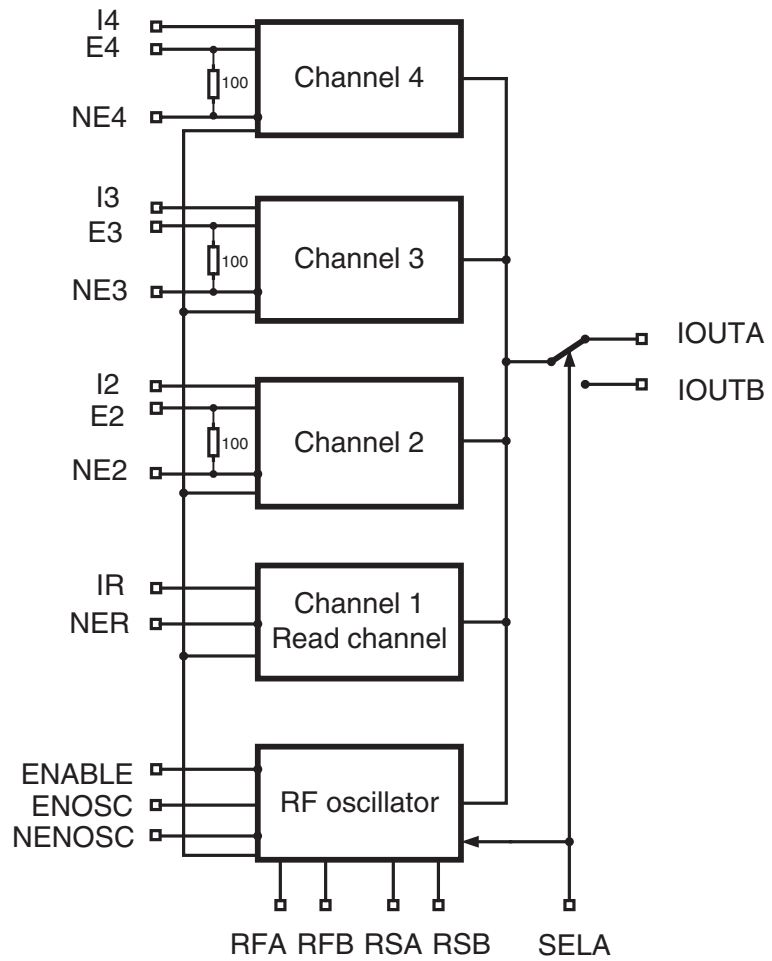 I4
E4
100
Channel 4
NE4
I3
E3
100
Channel 3
NE3
IOUTA
I2
IOUTB
E2
100
Channel 2
NE2
IR
Channel 1
NER
Read channel
ENABLE
ENOSC
RF oscillator
NENOSC
RFA RFB RSA RSB SELA